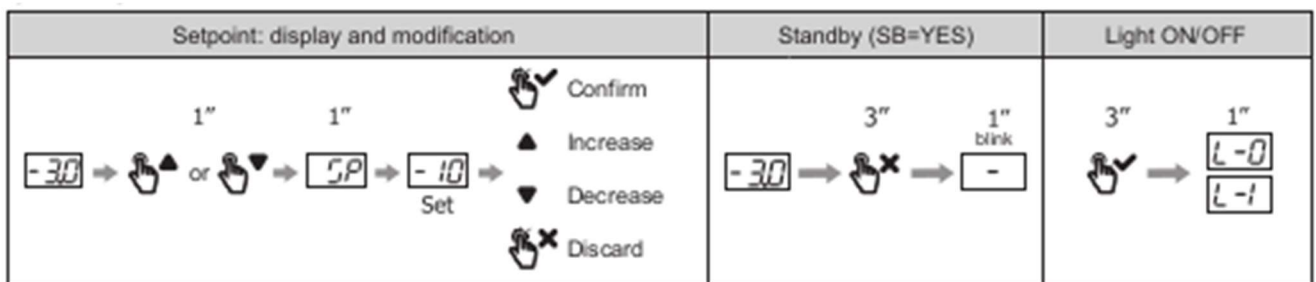 Setpoint: display and modification
Standby (SB=YES)
Light ON/OFF
Confirm
1"
1"
3"
1"
blink
3"
1"
Increase
-3.0
or
SP
-10
-3.0
-
L-0
L-1
Set
Decrease
Discard